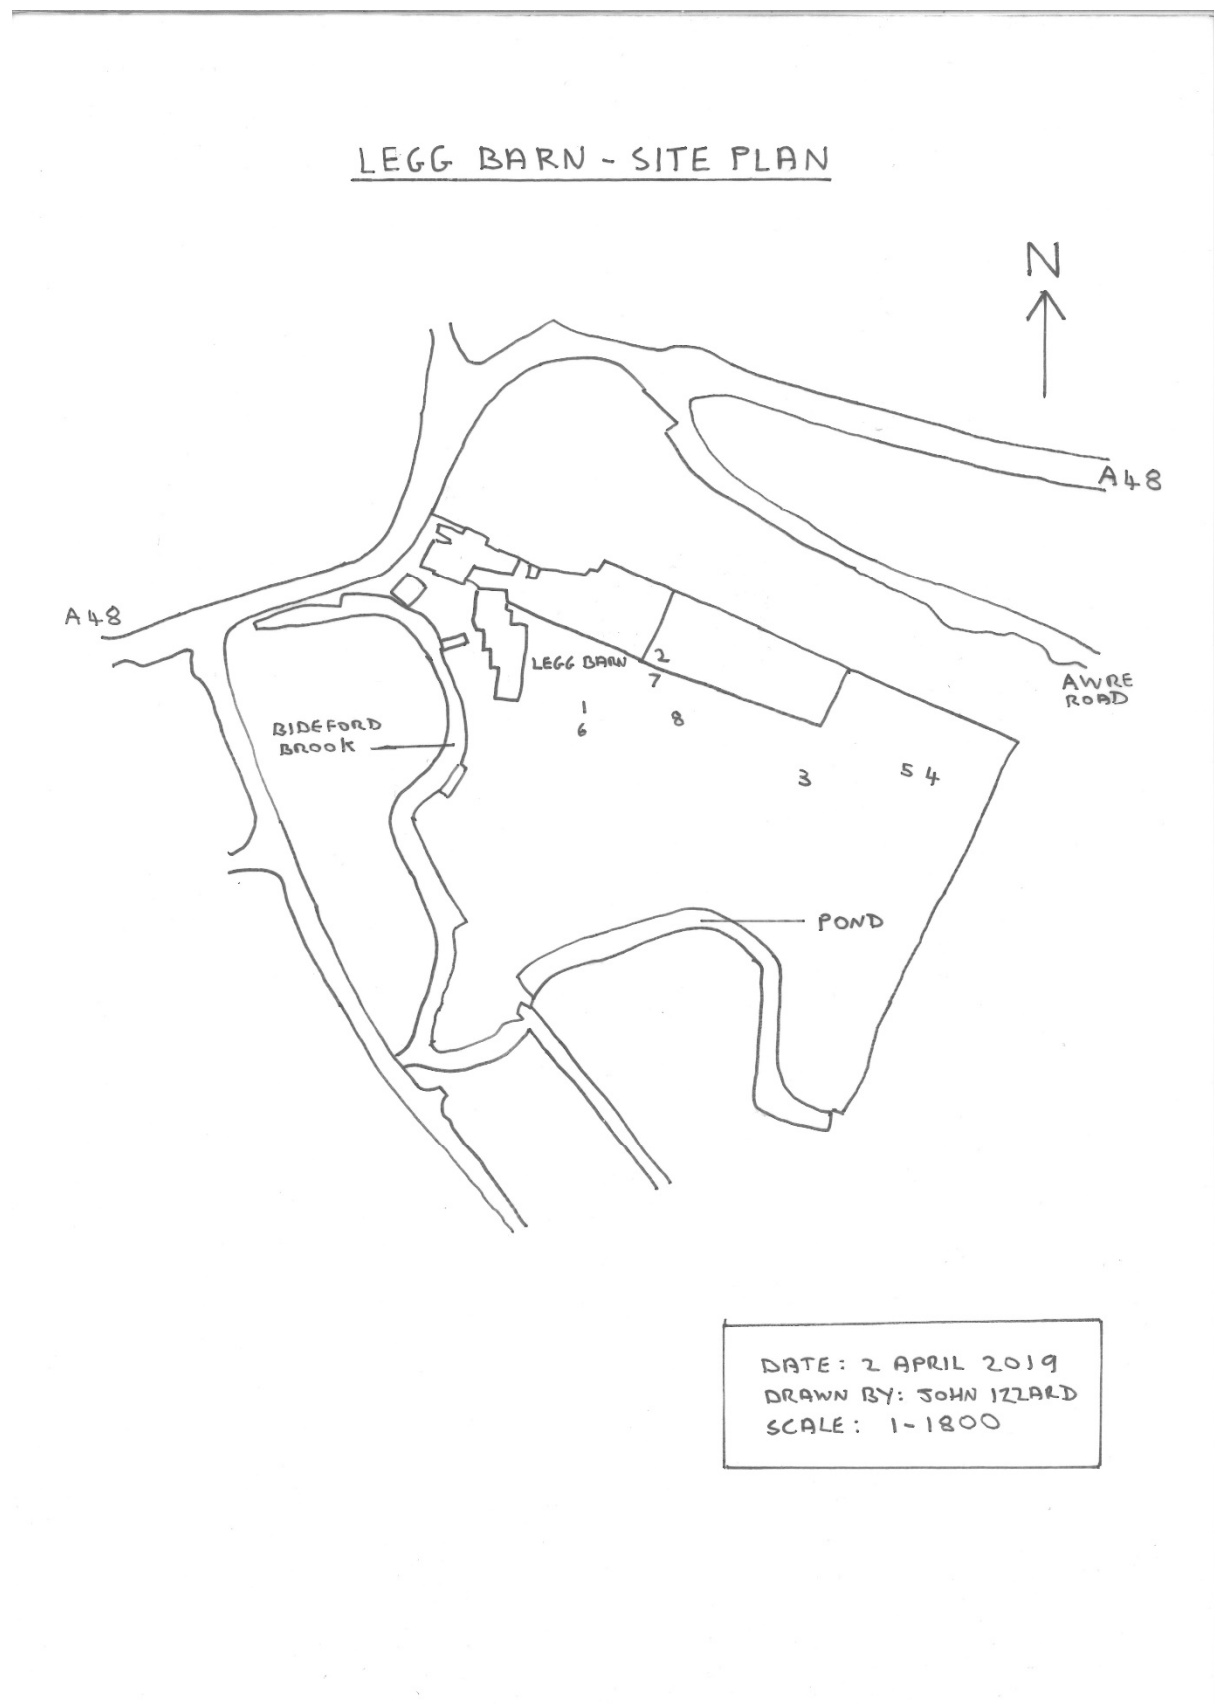 LEGG BARN - SITE PLAN
N
A48
A48
AWRE
ROAD
LEGG BARN
2
7
1
6
8
3
5 4
BIDEFORD
BROOK
POND
DATE: 2 APRIL 2019
DRAWN BY: JOHN IZZARD
SCALE: 1-1800